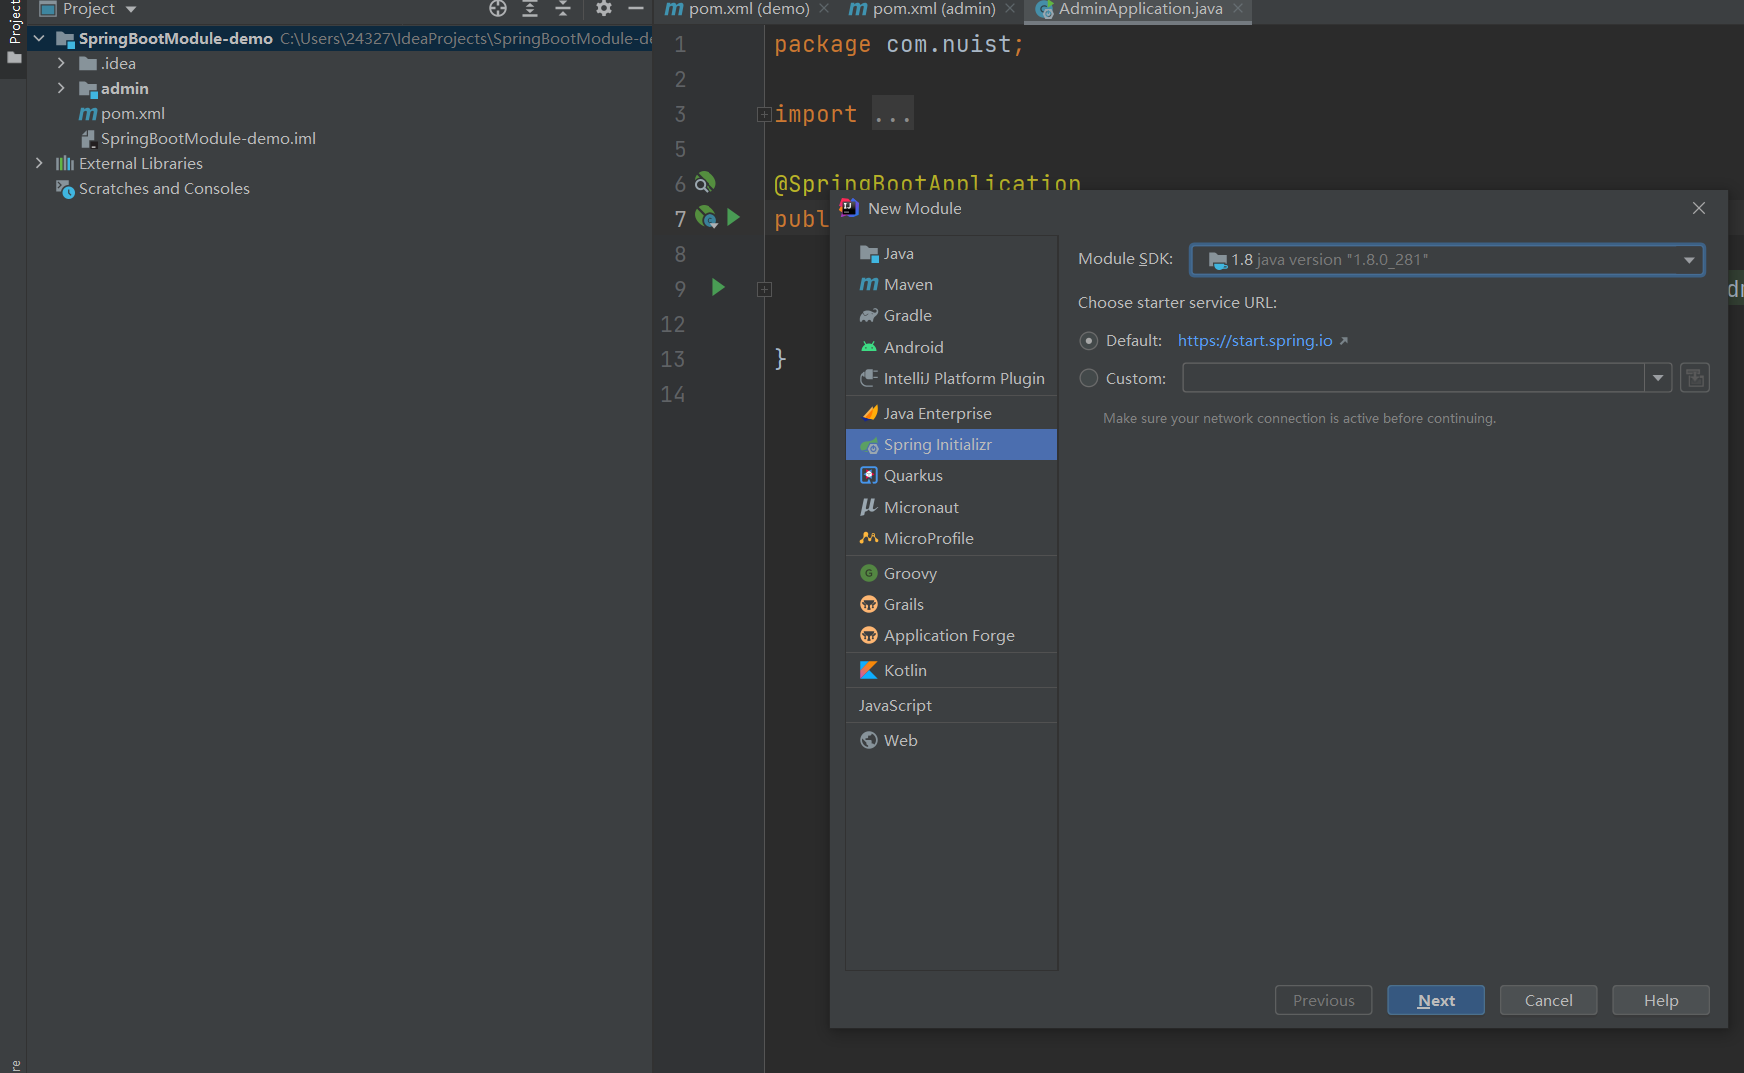 Project
Project
SpringBootModule-demo C:\Users\24327\IdeaProjects\SpringBootModule-de
.idea
admin
pom.xml
SpringBootModule-demo.iml
External Libraries
Scratches and Consoles
pom.xml (demo)
pom.xml (admin)
AdminApplication.java
1 package com.nuist;
2
3 import ...
5
6 @SpringBootApplication
7 publ
8
9
12
13 }
14
New Module
Java
Maven
Gradle
Android
IntelliJ Platform Plugin
Java Enterprise
Spring Initializr
Quarkus
Micronaut
MicroProfile
Groovy
Grails
Application Forge
Kotlin
JavaScript
Web
Module SDK: 1.8 java version "1.8.0_281"
Choose starter service URL:
Default: https://start.spring.io
Custom:
Make sure your network connection is active before continuing.
Previous
Next
Cancel
Help